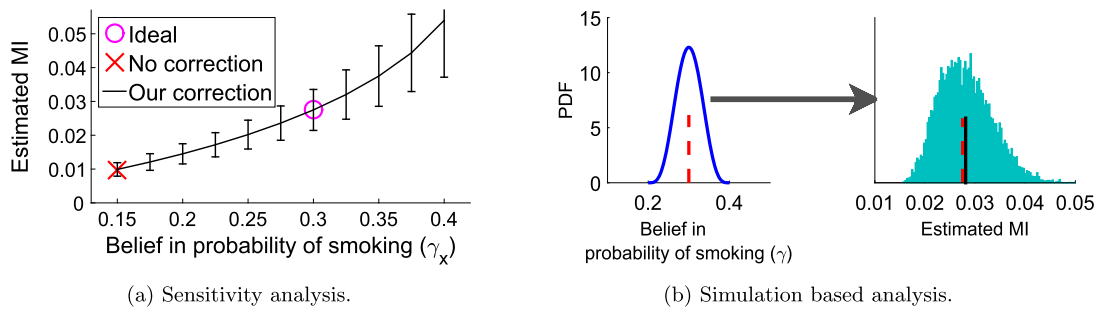 Estimated MI
0.05
0.04
0.03
0.02
0.01
0
Ideal
No correction
Our correction
0.15 0.2 0.25 0.3 0.35 0.4
Belief in probability of smoking (γx)
(a) Sensitivity analysis.
PDF
15
10
5
0
0.2 0.4
Belief in
probability of smoking (γ)
0.01 0.02 0.03 0.04 0.05
Estimated MI
(b) Simulation based analysis.